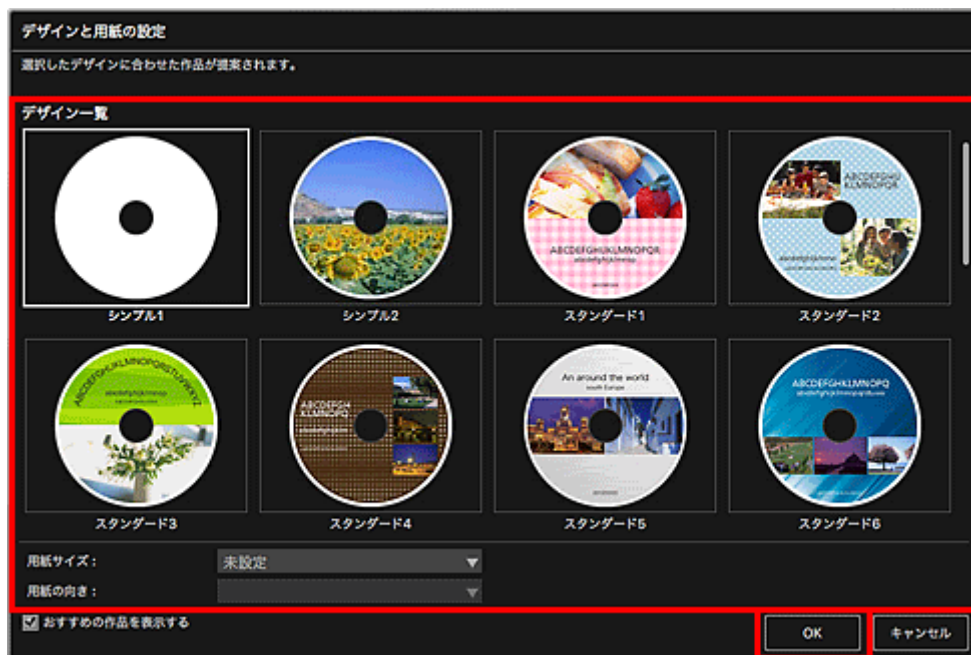 デザインと用紙の設定
選択したデザインに合わせた作品が提案されます。
デザイン一覧
ABCDEFGHIJKLMNOPQR
abcdefghijklmnop
ABCDEFGHIJ
KLMNOPQR
abcdefghijklmnop
シンプル1
シンプル2
スタンダード1
スタンダード2
ABCDEFGHIJKLMNOPQRSTUVWXYZ
ABCDEFGH
KLMNOPQ
An around the world
south Europe
ABCDEFGHIJKLMNOPQ
スタンダード3
スタンダード4
スタンダード5
スタンダード6
用紙サイズ:
未設定
用紙の向き:
おすすめの作品を表示する
OK
キャンセル